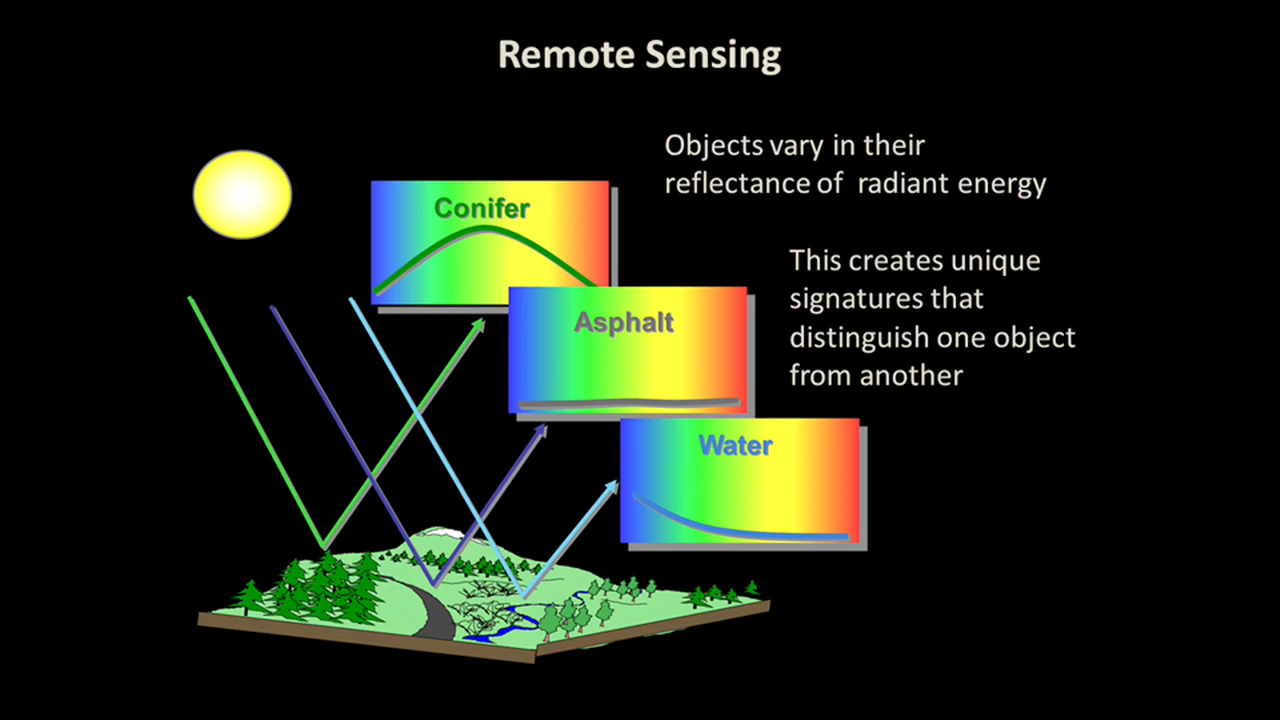 Remote Sensing
Objects vary in their
reflectance of radiant energy
Conifer
This creates unique
signatures that
distinguish one object
from another
Asphalt
Water